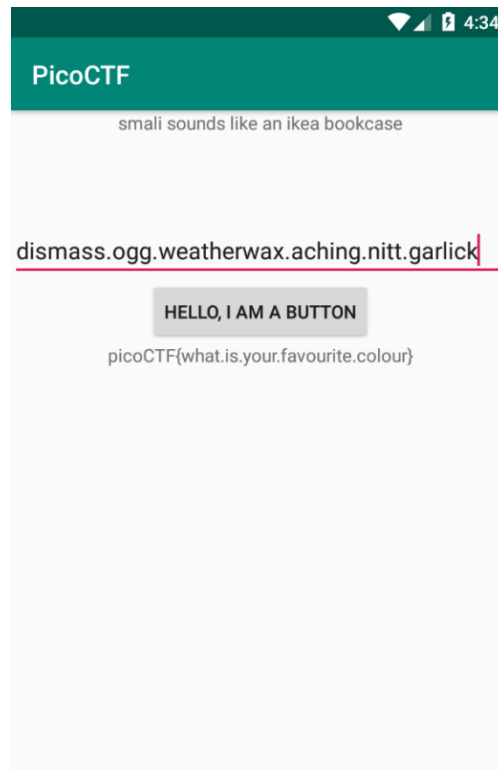 4:34
PicoCTF
smali sounds like an ikea bookcase
dismass.ogg.weatherwax.aching.nitt.garlick
HELLO, I AM A BUTTON
picoCTF{what.is.your.favourite.colour}